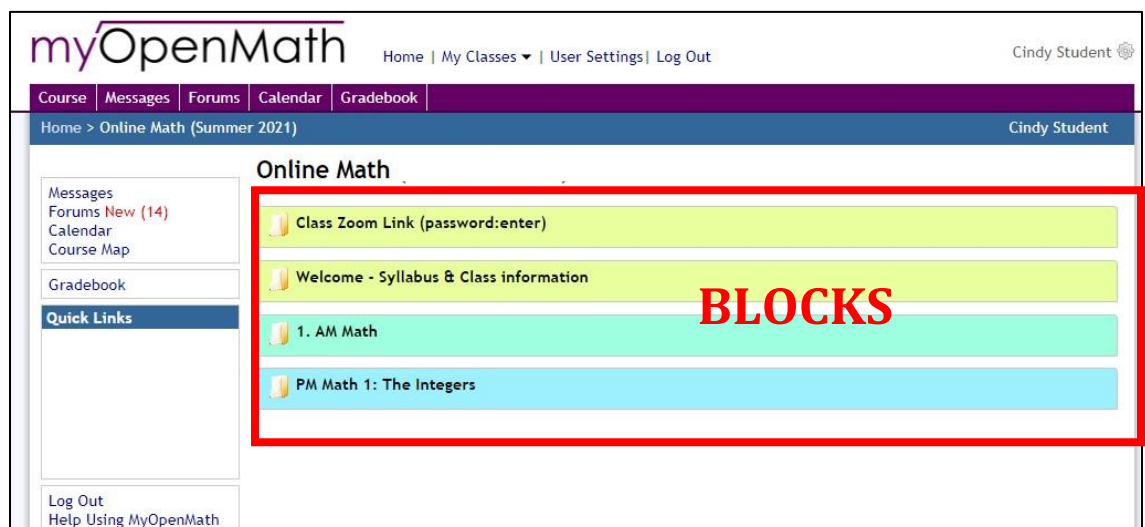 myOpenMath
Home | My Classes ▾ | User Settings| Log Out
Cindy Student
Course Messages Forums Calendar Gradebook
Home > Online Math (Summer 2021)
Cindy Student
Messages
Forums New (14)
Calendar
Course Map
Gradebook
Quick Links
Log Out
Help Using MyOpenMath
Online Math
Class Zoom Link (password:enter)
Welcome - Syllabus & Class information
1. AM Math
PM Math 1: The Integers
BLOCKS